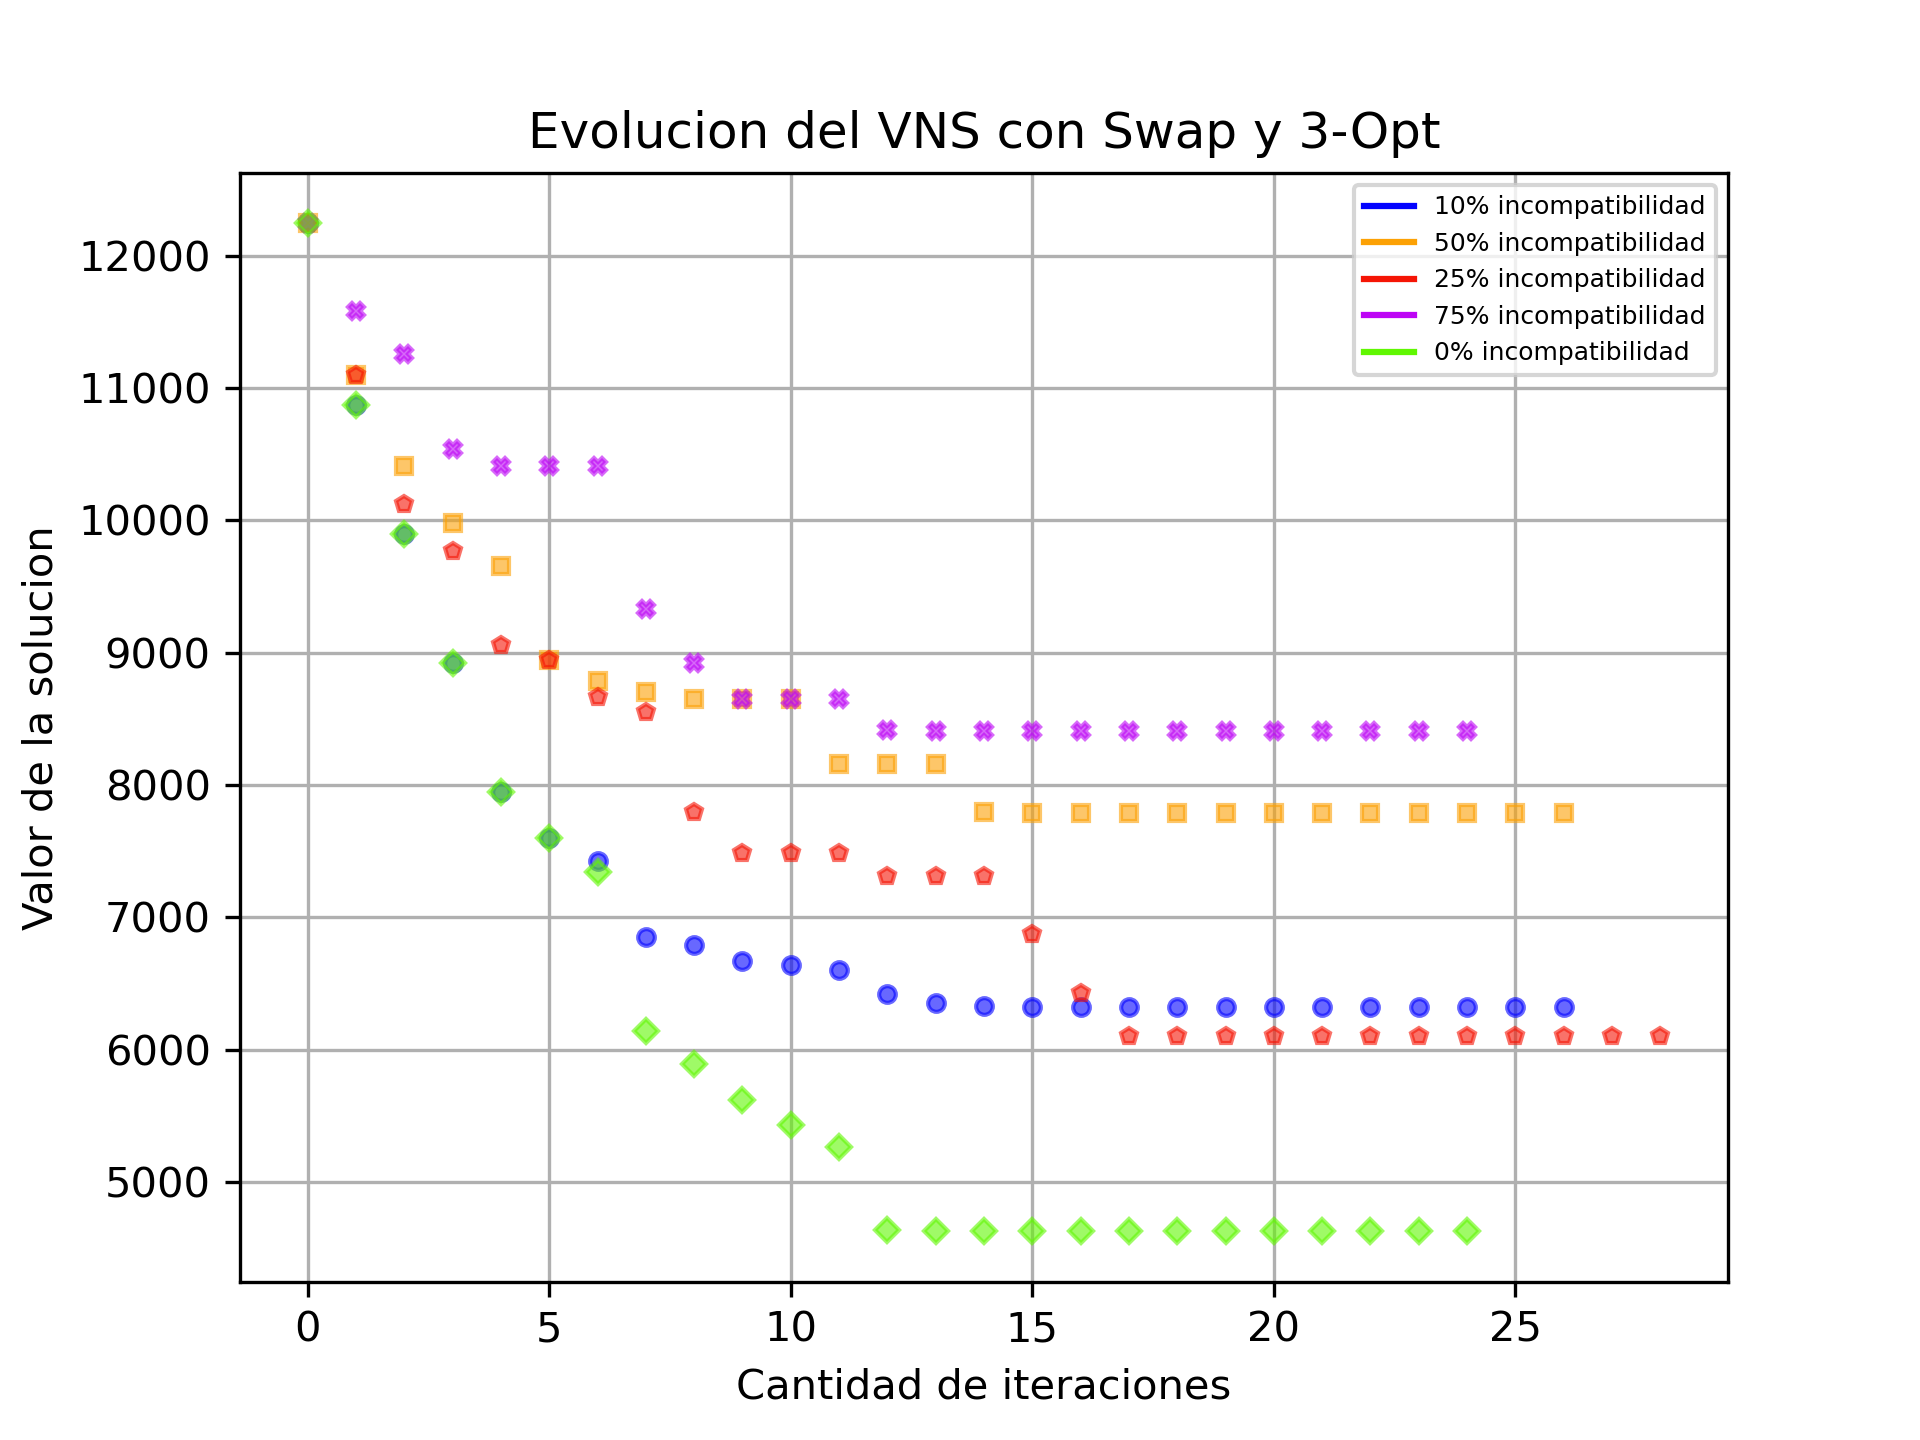 Evolucion del VNS con Swap y 3-Opt
10% incompatibilidad
50% incompatibilidad
25% incompatibilidad
75% incompatibilidad
0% incompatibilidad
Valor de la solucion
12000
11000
10000
9000
8000
7000
6000
5000
0 5 10 15 20 25
Cantidad de iteraciones